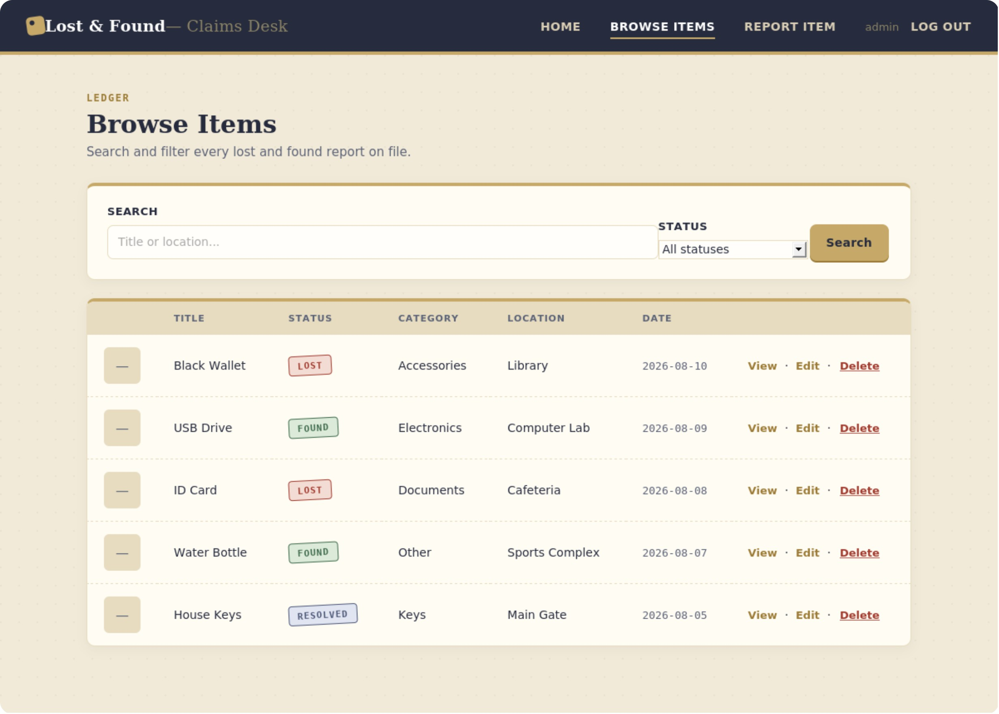 Lost & Found— Claims Desk HOME BROWSE ITEMS REPORT ITEM admin LOG OUT
LEDGER
Browse Items
Search and filter every lost and found report on file.
SEARCH
Title or location...
STATUS
All statuses
Search
TITLE STATUS CATEGORY LOCATION DATE
— Black Wallet LOST Accessories Library 2026-08-10 View · Edit · Delete
— USB Drive FOUND Electronics Computer Lab 2026-08-09 View · Edit · Delete
— ID Card LOST Documents Cafeteria 2026-08-08 View · Edit · Delete
— Water Bottle FOUND Other Sports Complex 2026-08-07 View · Edit · Delete
— House Keys RESOLVED Keys Main Gate 2026-08-05 View · Edit · Delete